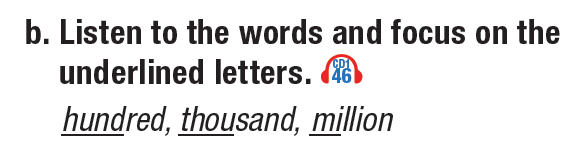 b. Listen to the words and focus on the
underlined letters. CD1 46
hundred, thousand, million